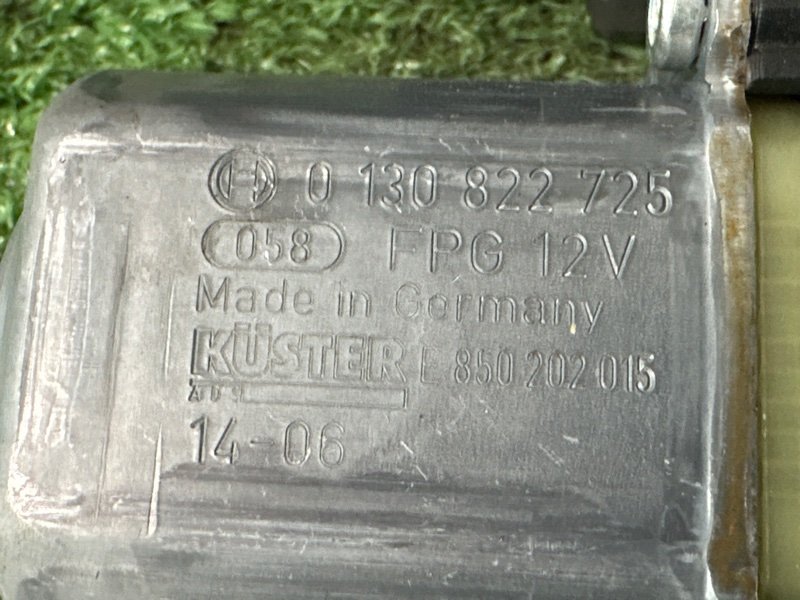 0 130 822 725
058 FPG 12V
Made in Germany
KÜSTER E 850 202 015
14-06